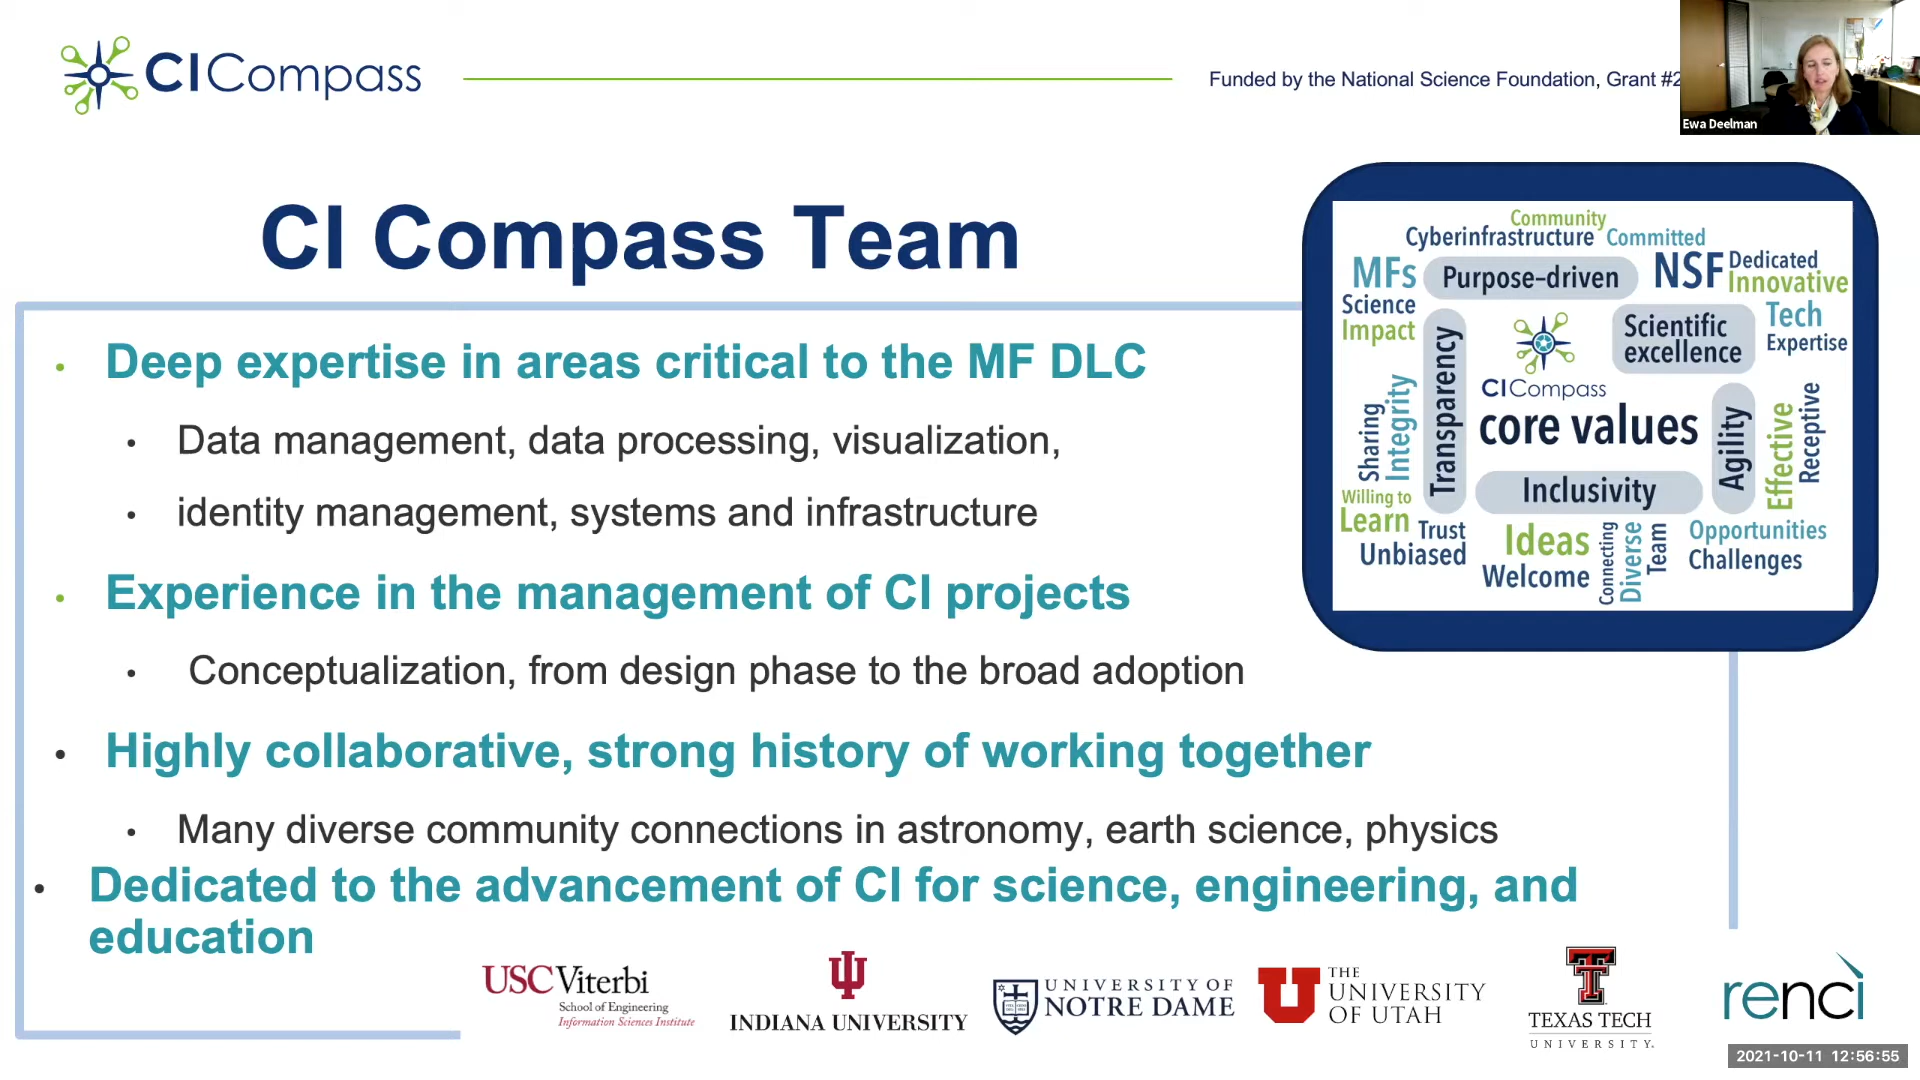 CICompass
Funded by the National Science Foundation, Grant #2
Ewa Deelman
CI Compass Team
• Deep expertise in areas critical to the MF DLC
• Data management, data processing, visualization,
• identity management, systems and infrastructure
• Experience in the management of CI projects
• Conceptualization, from design phase to the broad adoption
• Highly collaborative, strong history of working together
• Many diverse community connections in astronomy, earth science, physics
• Dedicated to the advancement of CI for science, engineering, and
education
Community
Cyberinfrastructure Committed
MFs Purpose-driven NSF Dedicated
Innovative
Science
Impact
Transparency
Scientific
excellence
Tech
Expertise
CICompass
core values
Sharing
Integrity
Agility
Effective
Receptive
Inclusivity
Willing to
Learn
Trust
Unbiased
Ideas
Welcome
Connecting
Diverse
Team
Opportunities
Challenges
USC Viterbi
School of Engineering
Information Sciences Institute
INDIANA UNIVERSITY
UNIVERSITY OF
NOTRE DAME
THE
UNIVERSITY
OF UTAH
TEXAS TECH
UNIVERSITY.
renci
2021-10-11 12:56:55